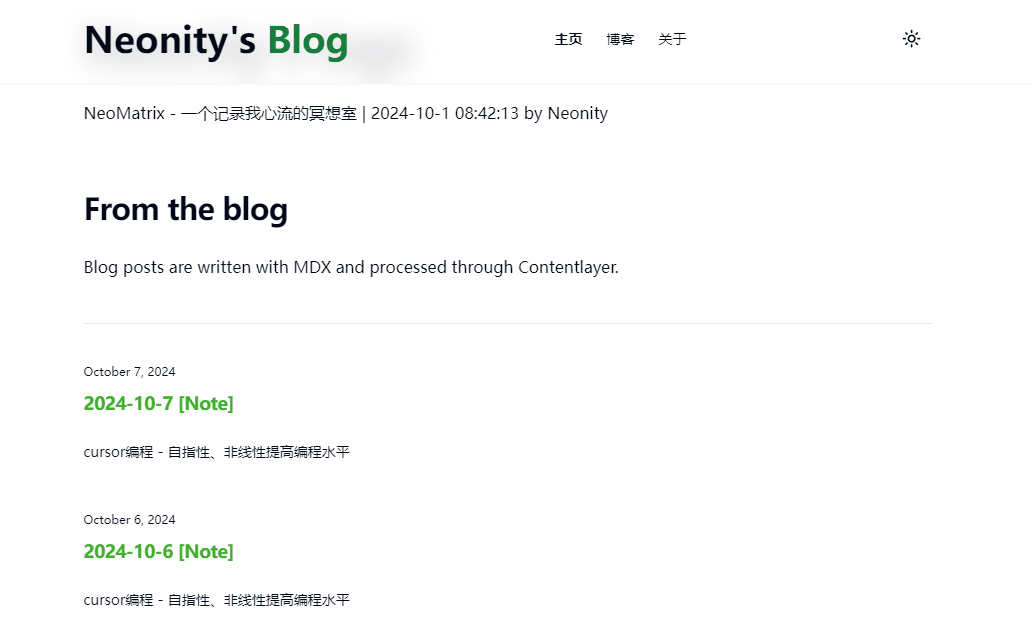 Neonity's Blog
主页 博客 关于
NeoMatrix - 一个记录我心流的冥想室 | 2024-10-1 08:42:13 by Neonity
From the blog
Blog posts are written with MDX and processed through Contentlayer.
October 7, 2024
2024-10-7 [Note]
cursor编程 - 自指性、非线性提高编程水平
October 6, 2024
2024-10-6 [Note]
cursor编程 - 自指性、非线性提高编程水平